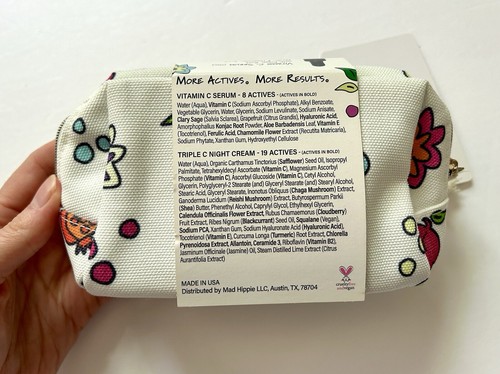 MORE ACTIVES. MORE RESULTS.
VITAMIN C SERUM - 8 ACTIVES - (ACTIVES IN BOLD)
Water (Aqua), Vitamin C (Sodium Ascorbyl Phosphate), Alkyl Benzoate,
Vegetable Glycerin, Water, Glycerin, Sodium Levulinate, Sodium Anisate,
Clary Sage (Salvia Sclarea), Grapefruit (Citrus Grandis), Hyaluronic Acid,
Amorphophallus Konjac Root Powder, Aloe Barbadensis Leaf, Vitamin E
(Tocotrienol), Ferulic Acid, Chamomile Flower Extract (Recutita Matricaria),
Sodium Phytate, Xanthan Gum, Hydroxyethyl Cellulose
TRIPLE C NIGHT CREAM - 19 ACTIVES - (ACTIVES IN BOLD)
Water (Aqua), Organic Carthamus Tinctorius (Safflower) Seed Oil, Isopropyl
Palmitate, Tetrahexyldecyl Ascorbate (Vitamin C), Magnesium Ascorbyl
Phosphate (Vitamin C), Ascorbyl Glucoside (Vitamin C), Cetyl Alcohol,
Glycerin, Polyglyceryl-2 Stearate (and) Glyceryl Stearate (and) Stearyl Alcohol,
Stearic Acid, Glyceryl Stearate, Inonotus Obliquus (Chaga Mushroom) Extract,
Ganoderma Lucidum (Reishi Mushroom) Extract, Butyrospermum Parkii
(Shea) Butter, Phenethyl Alcohol, Caprylyl Glycol, Ethylhexyl Glycerin,
Calendula Officinalis Flower Extract, Rubus Chamaemorus (Cloudberry)
Fruit Extract, Ribes Nigrum (Blackcurrant) Seed Oil, Squalane (Vegan),
Sodium PCA, Xanthan Gum, Sodium Hyaluronate (Hyaluronic Acid),
Tocotrienol (Vitamin E), Curcuma Longa (Turmeric) Root Extract, Chlorella
Pyrenoidosa Extract, Allantoin, Ceramide 3, Riboflavin (Vitamin B2),
Jasminum Officinale (Jasmine) Oil, Steam Distilled Lime Extract (Citrus
Aurantifolia Extract)
MADE IN USA
Distributed by Mad Hippie LLC, Austin, TX, 78704